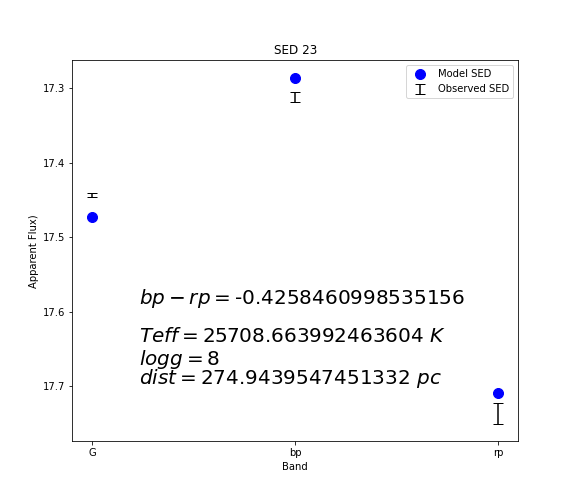 SED 23
Model SED
Observed SED
17.3
17.4
17.5
17.6
17.7
Apparent Flux)
bp − rp = -0.4258460998535156
Teff = 25708.663992463604 K
logg = 8
dist = 274.9439547451332 pc
G
bp
rp
Band